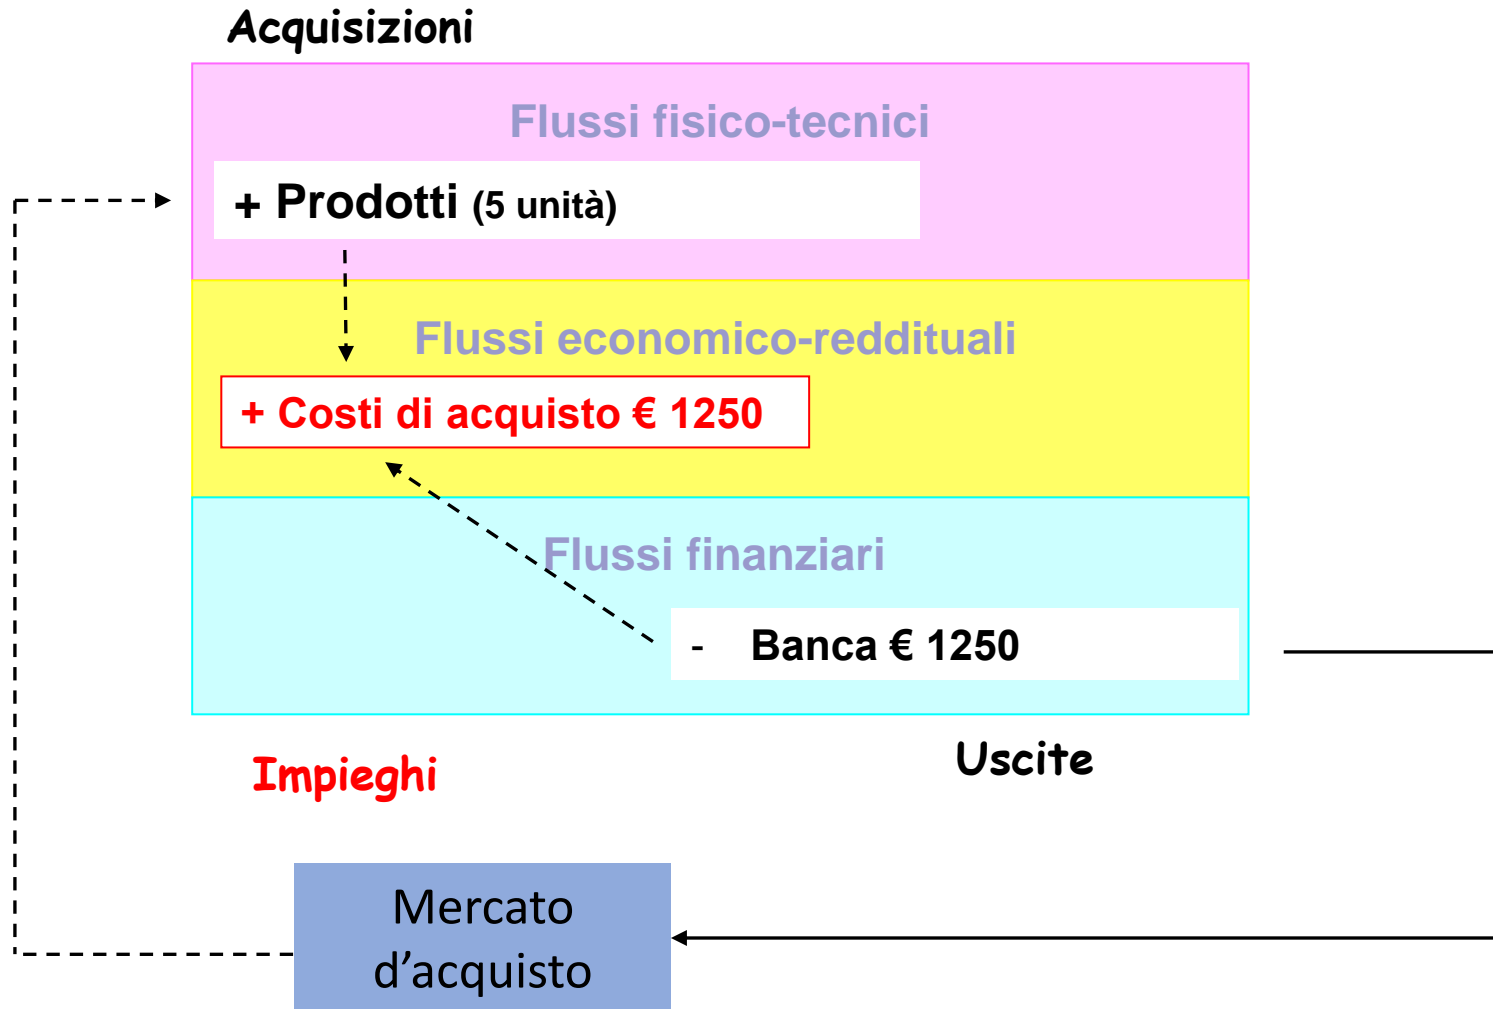 Acquisizioni
Flussi fisico-tecnici
+ Prodotti (5 unità)
Flussi economico-reddituali
+ Costi di acquisto € 1250
Flussi finanziari
- Banca € 1250
Uscite
Impieghi
Mercato
d’acquisto